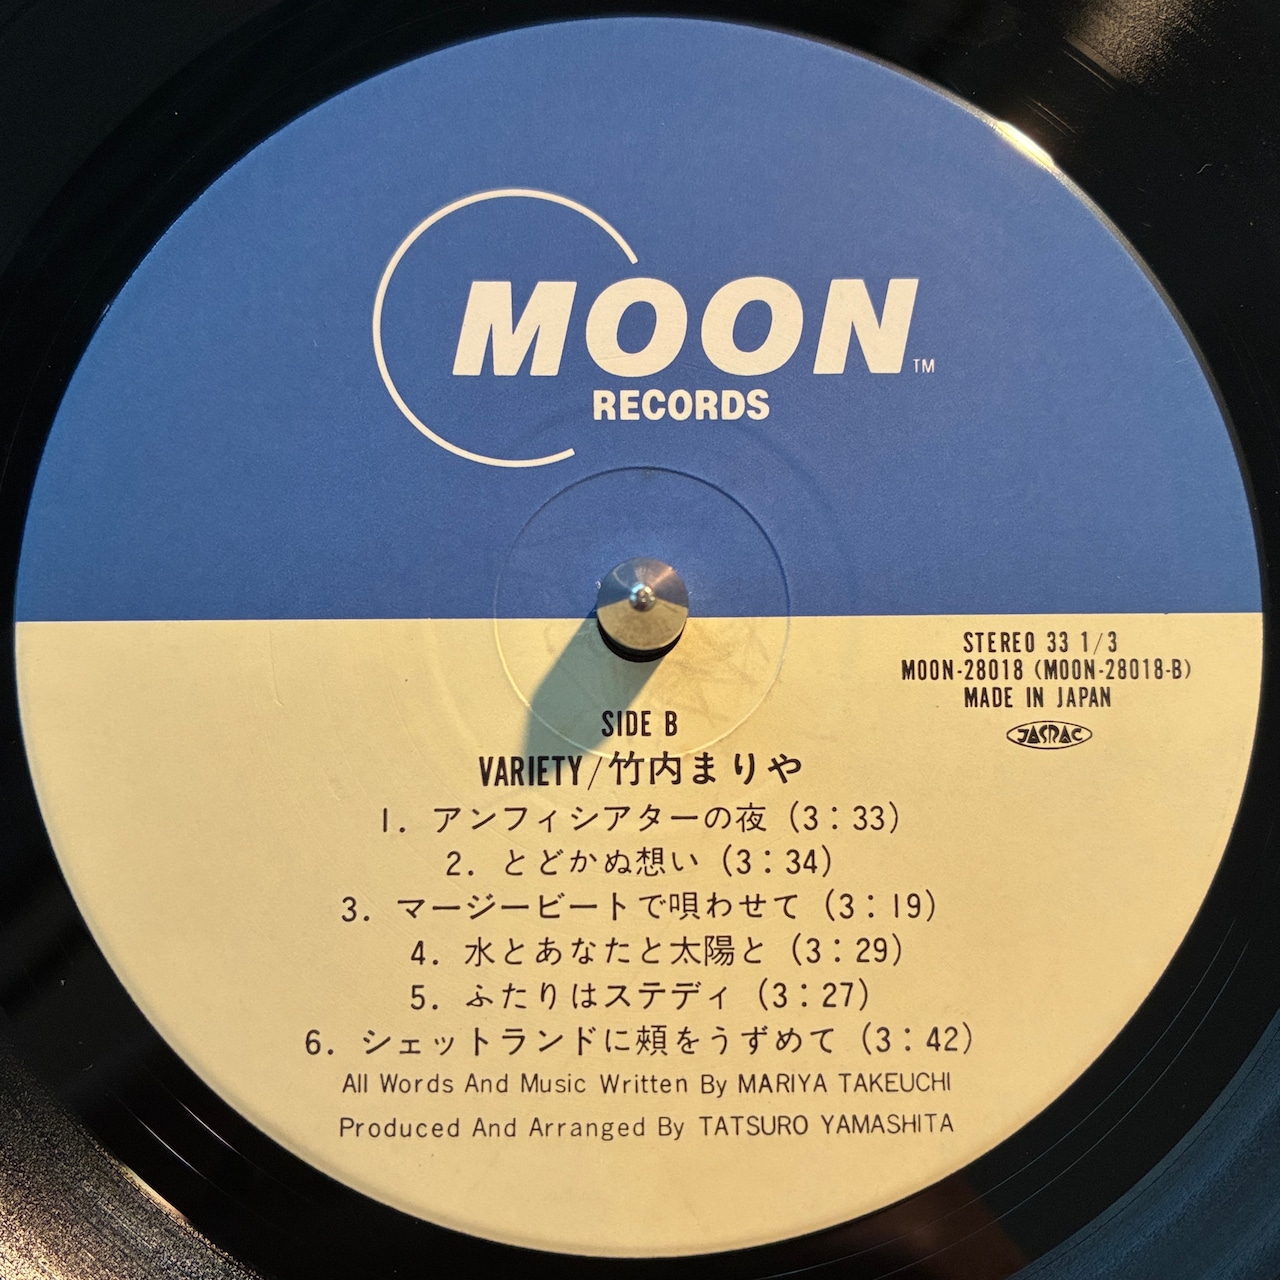 MOON TM
RECORDS
STEREO 33 1/3
MOON-28018 (MOON-28018-B)
MADE IN JAPAN
JASRAC
SIDE B
VARIETY/竹内まりや
1. アンフィシアターの夜 (3:33)
2. とどかぬ想い (3:34)
3. マージービートで唄わせて (3:19)
4. 水とあなたと太陽と (3:29)
5. ふたりはステディ (3:27)
6. シェットランドに頰をうずめて (3:42)
All Words And Music Written By MARIYA TAKEUCHI
Produced And Arranged By TATSURO YAMASHITA